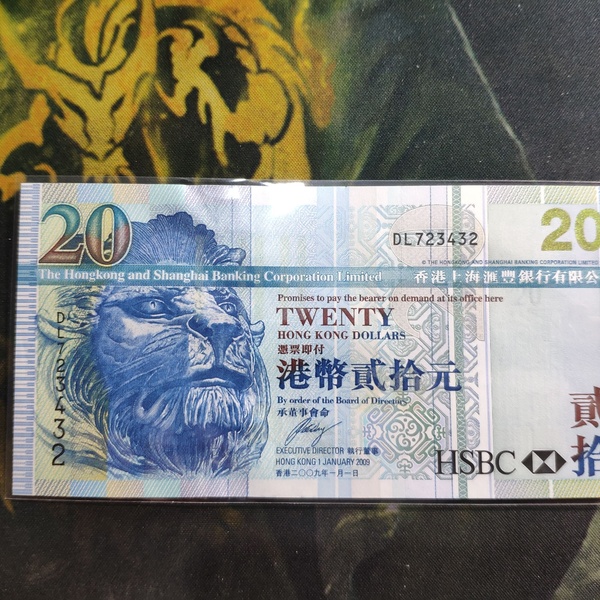 20
DL723432
20
© THE HONGKONG AND SHANGHAI BANKING CORPORATION LIMITED
The Hongkong and Shanghai Banking Corporation Limited
香港上海滙豐銀行有限公
Promises to pay the bearer on demand at its office here
TWENTY
HONG KONG DOLLARS
憑票即付
港幣貳拾元
By order of the Board of Directors
承董事會命
EXECUTIVE DIRECTOR 執行董事
HONG KONG 1 JANUARY 2009
香港二〇〇九年一月一日
DL723432
HSBC
貳拾